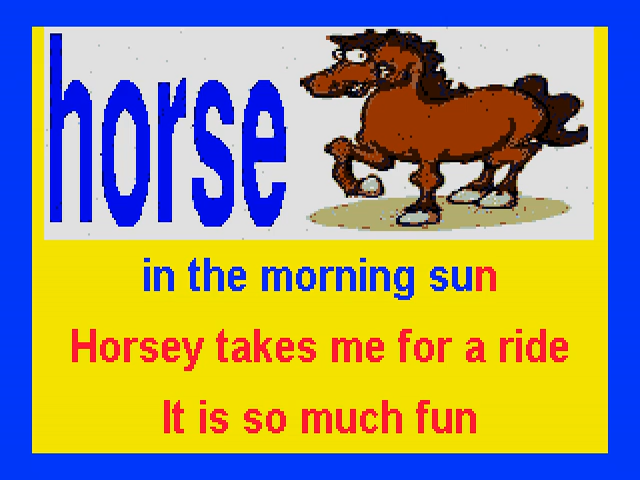 horse
in the morning sun
Horsey takes me for a ride
It is so much fun